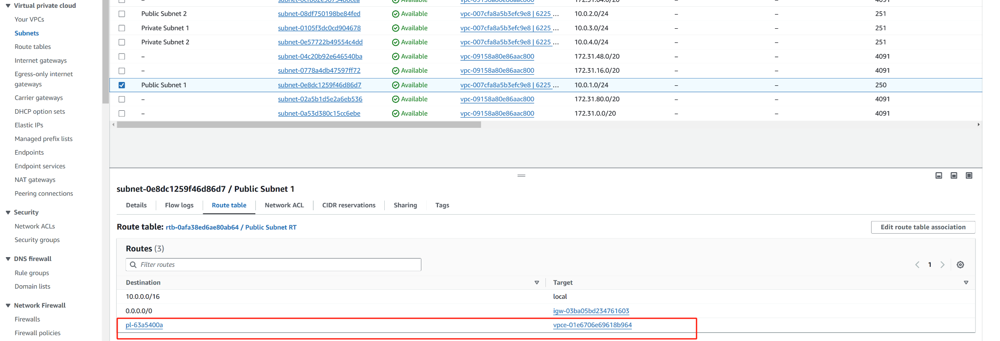 Virtual private cloud
Your VPCs
Subnets
Route tables
Internet gateways
Egress-only internet
gateways
Carrier gateways
DHCP option sets
Elastic IPs
Managed prefix lists
Endpoints
Endpoint services
NAT gateways
Peering connections
Security
Network ACLs
Security groups
DNS firewall
Rule groups
Domain lists
Network Firewall
Firewalls
Firewall policies
– Available vpc-09158a80e86aac800 172.31.64.0/20 – – 4091
Public Subnet 2 subnet-08df750198be84fed Available vpc-007cfa8a5b3efc9e8 | 6225 ... 10.0.2.0/24 – – 251
Private Subnet 1 subnet-0105f3dc0cd904678 Available vpc-007cfa8a5b3efc9e8 | 6225 ... 10.0.3.0/24 – – 251
Private Subnet 2 subnet-0e57722b49554c4dd Available vpc-007cfa8a5b3efc9e8 | 6225 ... 10.0.4.0/24 – – 251
– subnet-04c20b92e646540ba Available vpc-09158a80e86aac800 172.31.48.0/20 – – 4091
– subnet-0778a4db47597ff72 Available vpc-09158a80e86aac800 172.31.16.0/20 – – 4091
Public Subnet 1 subnet-0e8dc1259f46d86d7 Available vpc-007cfa8a5b3efc9e8 | 6225 ... 10.0.1.0/24 – – 250
– subnet-02a5b1d5e2a6eb536 Available vpc-09158a80e86aac800 172.31.80.0/20 – – 4091
– subnet-0a53d380c15cc6ebe Available vpc-09158a80e86aac800 172.31.0.0/20 – – 4091
subnet-0e8dc1259f46d86d7 / Public Subnet 1
Details Flow logs Route table Network ACL CIDR reservations Sharing Tags
Route table: rtb-0afa38ed6ae80ab64 / Public Subnet RT
Edit route table association
Routes (3)
Filter routes
1
Destination Target
10.0.0.0/16 local
0.0.0.0/0 igw-03ba05bd234761603
pl-63a5400a vpce-01e6706e69618b964